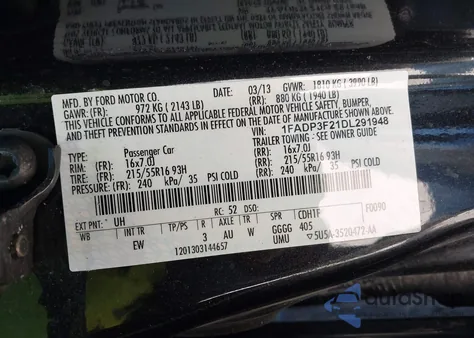 MFD. BY FORD MOTOR CO.
DATE: 03/13 GVWR: 1810 KG ( 3990 LB)
GAWR: (FR): 972 KG ( 2143 LB) (RR): 880 KG ( 1940 LB)
THIS VEHICLE CONFORMS TO ALL APPLICABLE FEDERAL MOTOR VEHICLE SAFETY, BUMPER,
AND THEFT PREVENTION STANDARDS IN EFFECT ON THE DATE OF MANUFACTURE SHOWN ABOVE.
VIN: 1FADP3F21DL291948
TYPE: Passenger Car TRAILER TOWING - SEE OWNER GUIDE
RIM: (FR): 16x7.0J TIRE: (FR): 215/55R16 93H
RIM: (RR): 16x7.0J (RR): 215/55R16 93H
PRESSURE: (FR) 240 kPa/ 35 PSI COLD (RR): 240 kPa/ 35 PSI COLD
EXT PNT: UH RC: 52 DSO: F0090
WB INT TR TP/PS R AXLE TR SPR CDH1F
EW 3 AU W GGGG 405
UMU
1201303144657 5U5A-3520472-AA